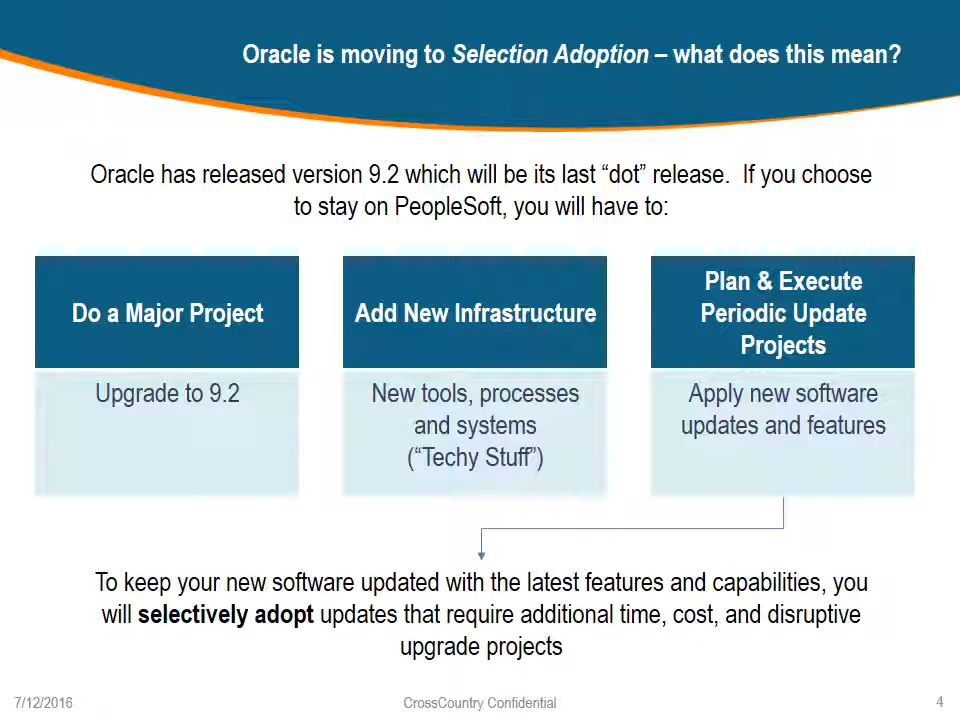 Oracle is moving to Selection Adoption – what does this mean?
Oracle has released version 9.2 which will be its last “dot” release.  If you choose
to stay on PeopleSoft, you will have to:
Do a Major Project
Upgrade to 9.2
Add New Infrastructure
New tools, processes
and systems
(“Techy Stuff”)
Plan & Execute
Periodic Update
Projects
Apply new software
updates and features
To keep your new software updated with the latest features and capabilities, you
will selectively adopt updates that require additional time, cost, and disruptive
upgrade projects
7/12/2016
CrossCountry Confidential
4